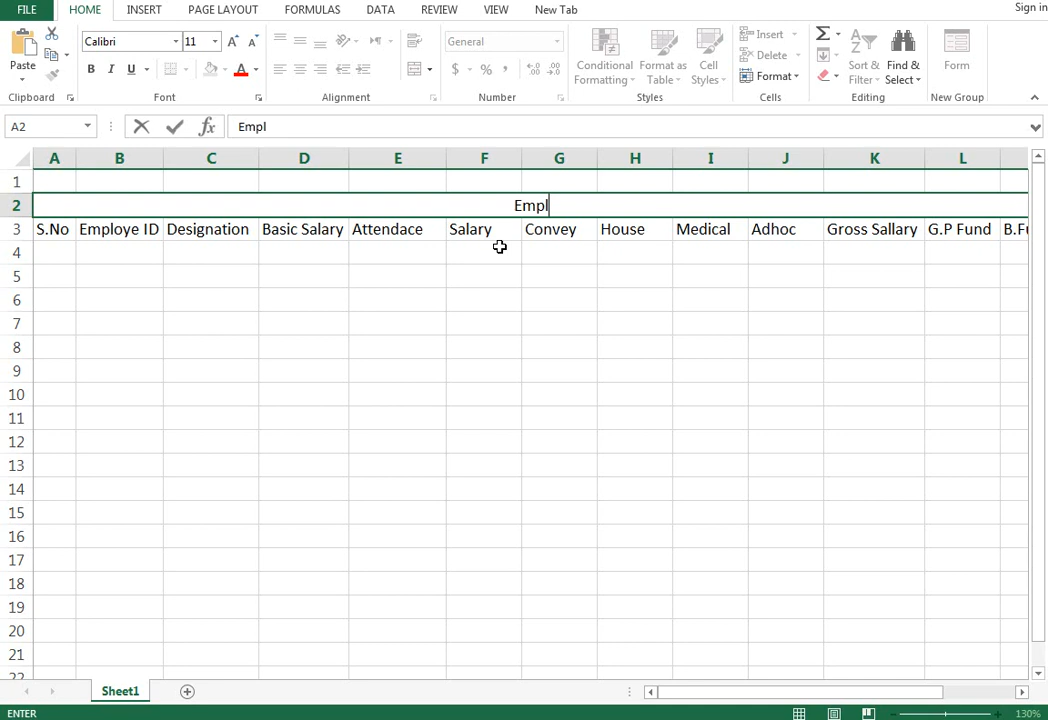 FILE HOME INSERT PAGE LAYOUT FORMULAS DATA REVIEW VIEW New Tab Sign in
Calibri 11 General
Paste
B I U A $ % ,
Conditional Formatting
Format as Table
Cell Styles
Insert
Delete
Format
Sort & Filter
Find & Select
Form
Clipboard Font Alignment Number Styles Cells Editing New Group
A2 fx Empl
A B C D E F G H I J K L
1
2 Empl
3 S.No Employe ID Designation Basic Salary Attendace Salary Convey House Medical Adhoc Gross Sallary G.P Fund
4
5
6
7
8
9
10
11
12
13
14
15
16
17
18
19
20
21
22
Sheet1
ENTER 130%